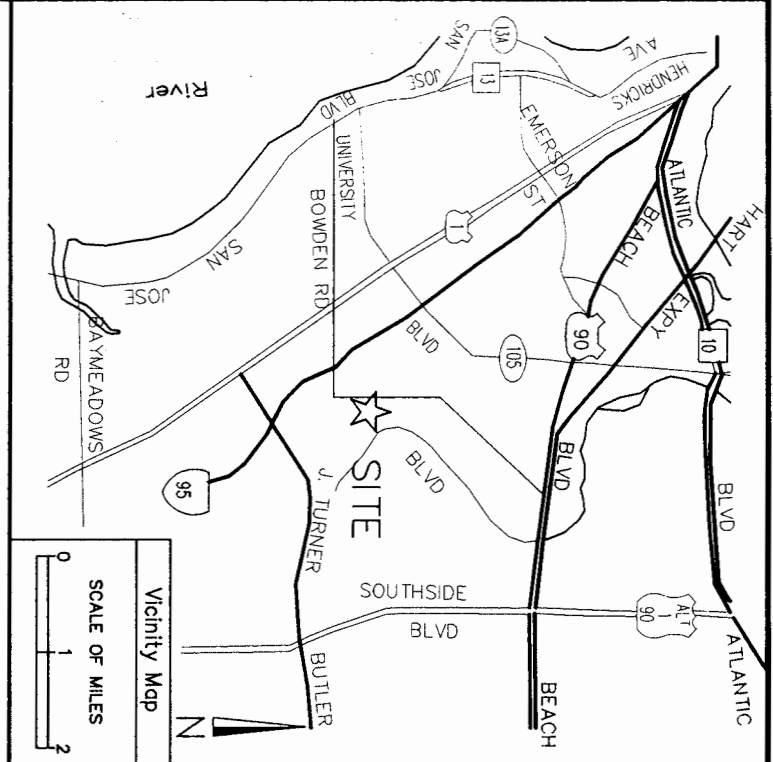 SAN
13A
AVE
HENDRICKS
River
BLVD
JOSE
13
EMERSON
ST
ATLANTIC
BEACH
HART
EXPY
UNIVERSITY
BOWDEN RD
1
BLVD
90
105
10
SAN
JOSE
BAYMEADOWS
RD
95
J. TURNER
BUTLER
SITE
BLVD
BLVD
BLVD
SOUTHSIDE
BLVD
ALT
1
90
ATLANTIC
BEACH
Vicinity Map
0 1 2
SCALE OF MILES
N